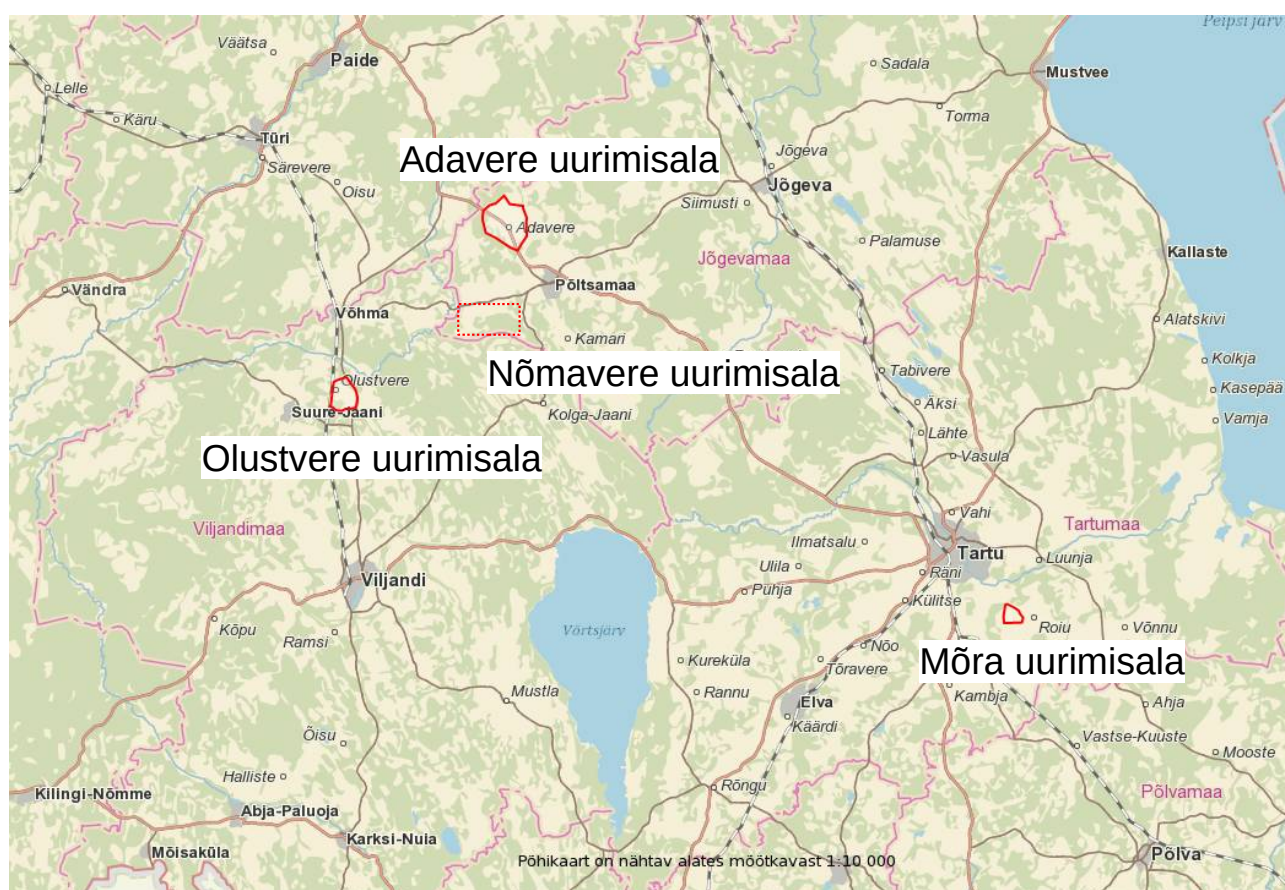 Peipsi järv
Väätsa
Paide
Sadala
Mustvee
Lelle
Käru
Torma
Türi
Adavere uurimisala
Jõgeva
Särevere
Oisu
Jõgeva
Siimusti
Adavere
Palamuse
Jõgevamaa
Kallaste
Vändra
Põltsamaa
Võhma
Alatskivi
Kamari
Kolkja
Nõmavere uurimisala
Tabivere
Olustvere
Kasepää
Suure-Jaani
Kolga-Jaani
Äksi
Varnja
Lähte
Olustvere uurimisala
Vasula
Viljandimaa
Vahi
Tartumaa
Ilmatsalu
Tartu
Ulila
Luunja
Viljandi
Räni
Puhja
Külitse
Kõpu
Ramsi
Võrtsjärv
Roiu
Võnnu
Nõo
Kureküla
Tõravere
Mõra uurimisala
Mustla
Rannu
Elva
Kambja
Ahja
Käärdi
Õisu
Vastse-Kuuste
Mooste
Halliste
Rõngu
Kilingi-Nõmme
Põlvamaa
Abja-Paluoja
Karksi-Nuia
Mõisaküla
Põhikaart on nähtav alates mõõtkavast 1:10 000
Põlva